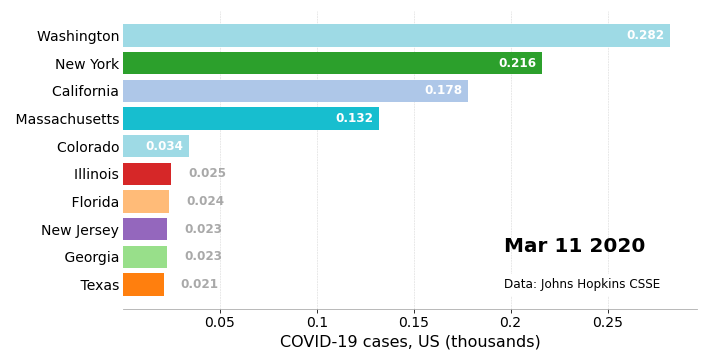 Washington 0.282
New York 0.216
California 0.178
Massachusetts 0.132
Colorado 0.034
Illinois 0.025
Florida 0.024
New Jersey 0.023
Georgia 0.023
Texas 0.021
Mar 11 2020
Data: Johns Hopkins CSSE
0.05 0.1 0.15 0.2 0.25
COVID-19 cases, US (thousands)